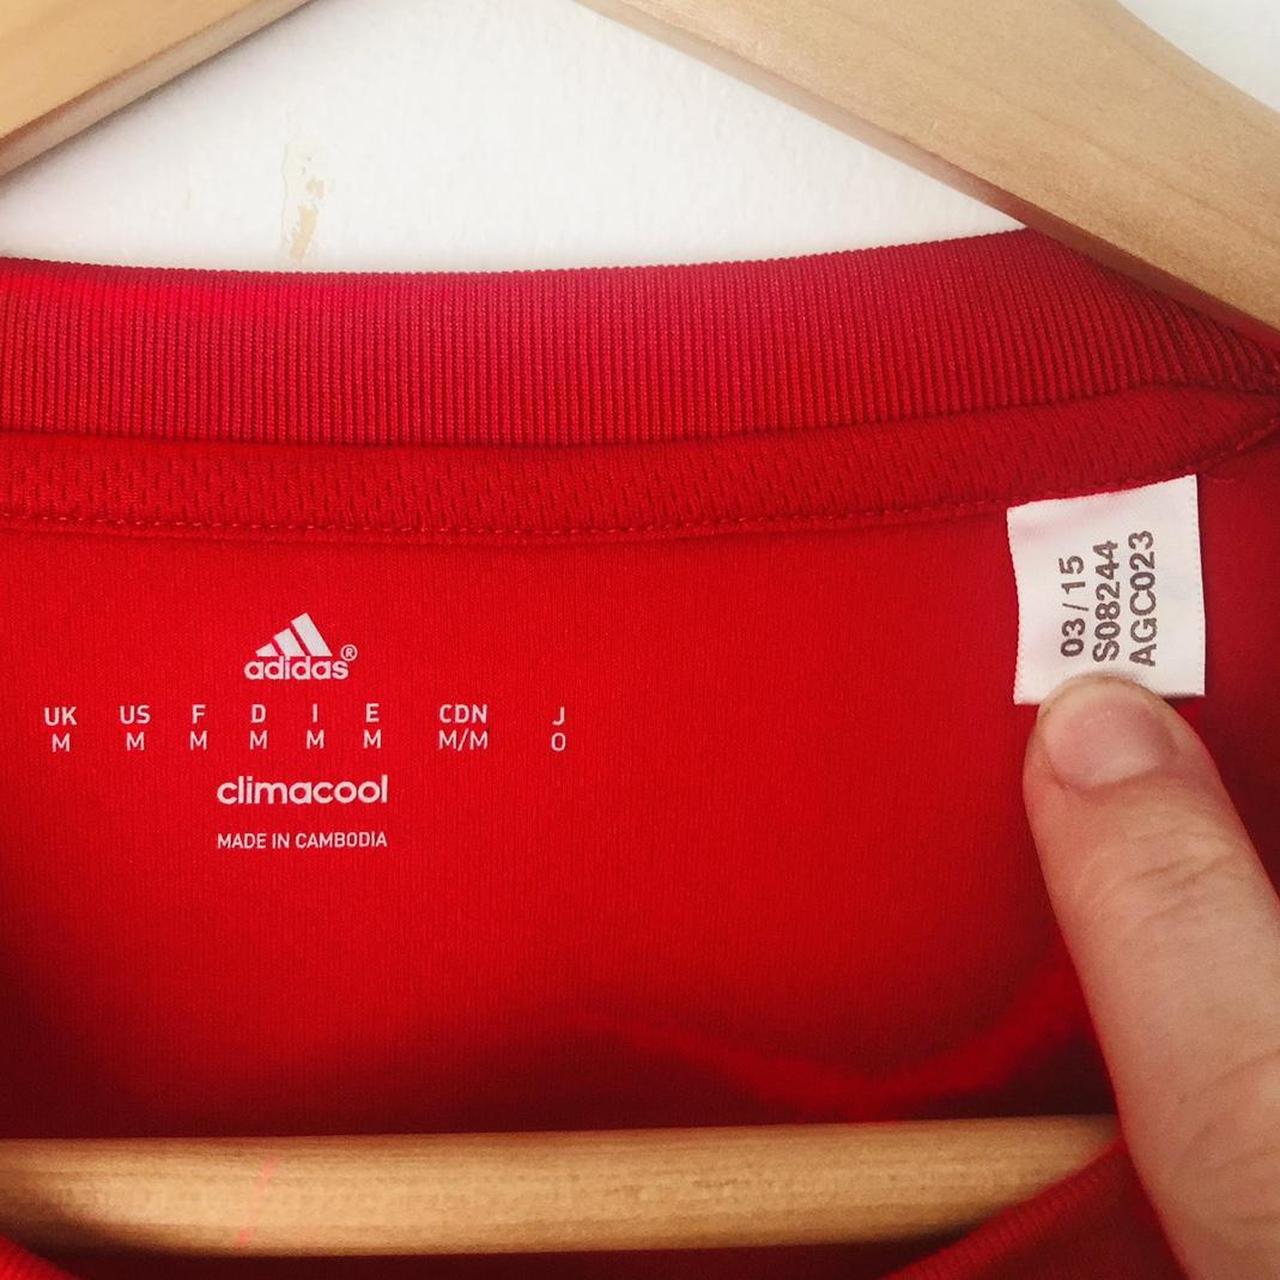 adidas®
UK US F D I E CDN J
M M M M M M M/M O
climacool
MADE IN CAMBODIA
03/15
S08244
AGC023